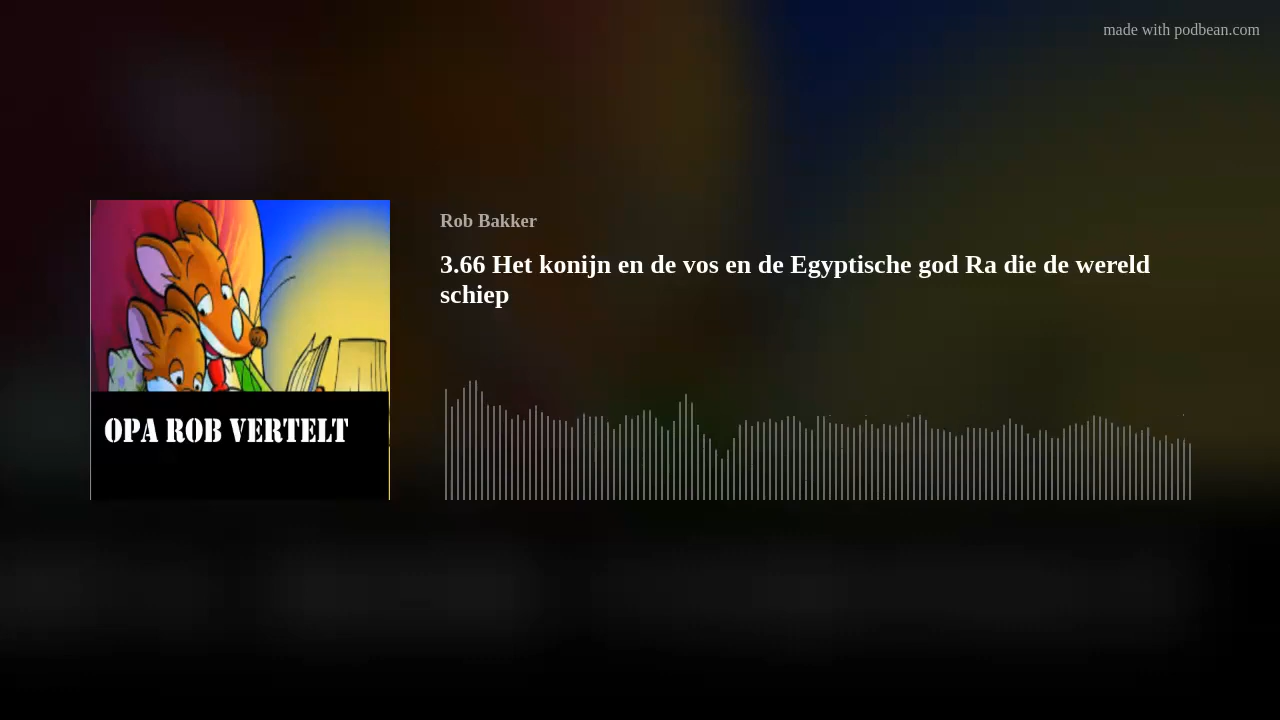 made with podbean.com
Rob Bakker
3.66 Het konijn en de vos en de Egyptische god Ra die de wereld
schiep
OPA ROB VERTELT